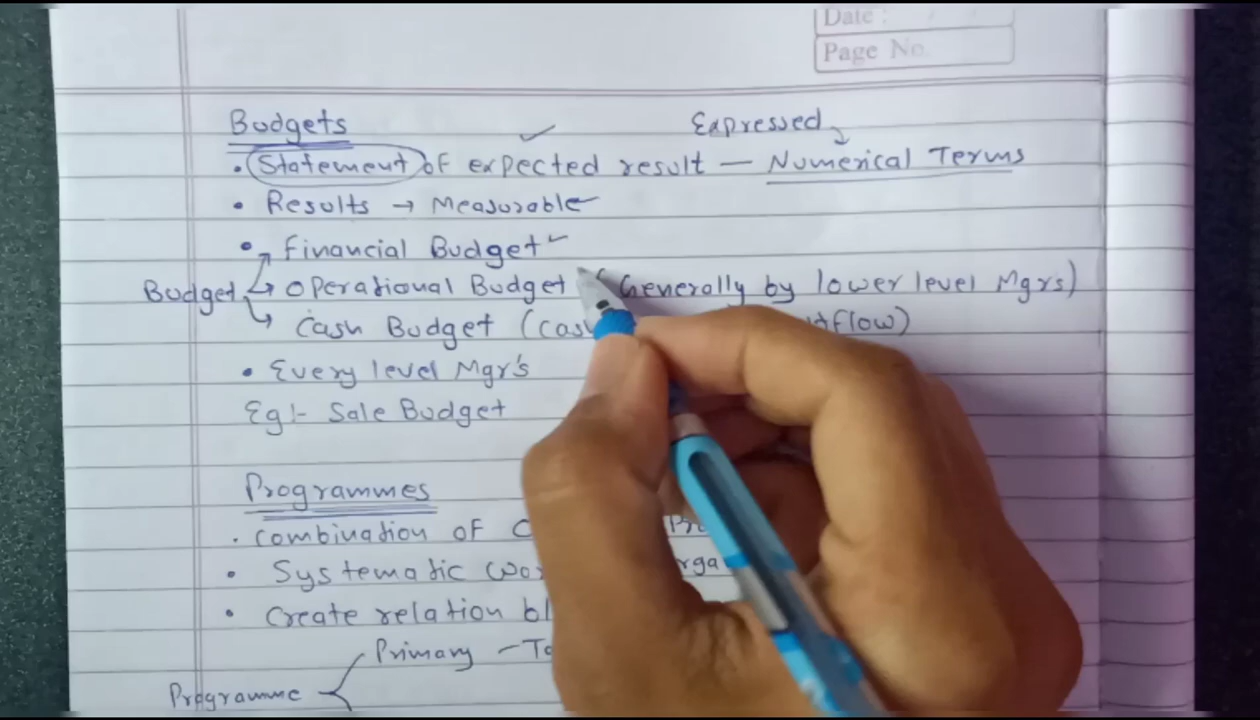 Date :
Page No.
Budgets
Expressed
• Statement of expected result — Numerical Terms
• Results → Measurable
• Financial Budget
Budget → Operational Budget (Generally by lower level Mgrs)
Cash Budget (
• Every level Mgr's
Eg:- Sale Budget
Programmes
• Combination of
• Systematic
• Create relation
Primary –
Programme